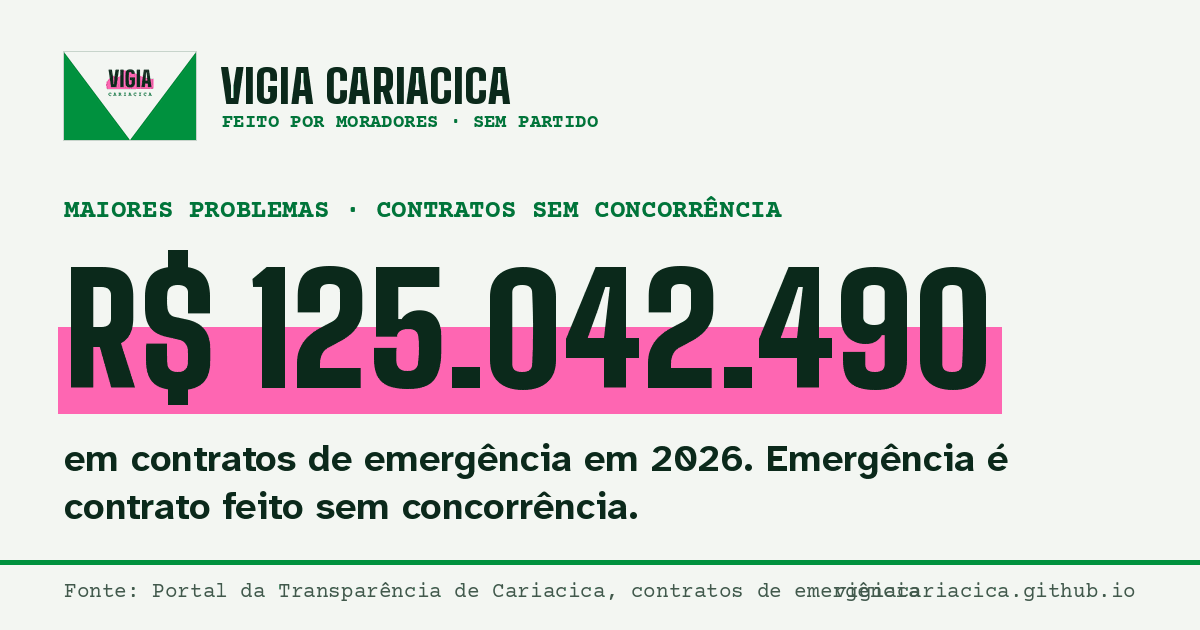 VIGIA
CARIACICA
VIGIA CARIACICA
FEITO POR MORADORES · SEM PARTIDO
MAIORES PROBLEMAS · CONTRATOS SEM CONCORRÊNCIA
R$ 125.042.490
em contratos de emergência em 2026. Emergência é
contrato feito sem concorrência.
Fonte: Portal da Transparência de Cariacica, contratos de emergência
vigiacariacica.github.io